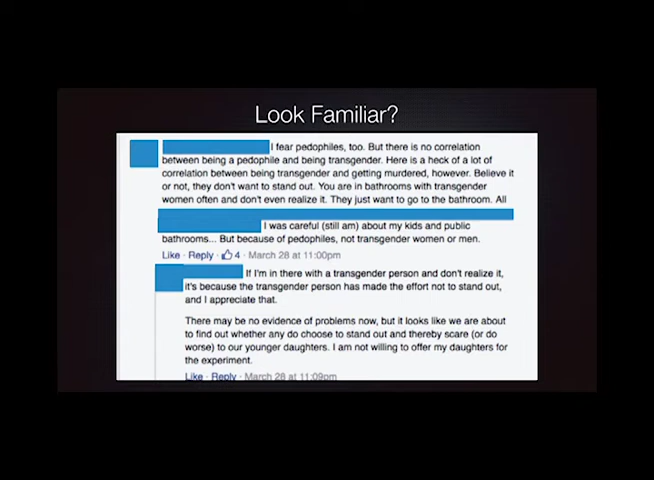 Look Familiar?
I fear pedophiles, too. But there is no correlation
between being a pedophile and being transgender. Here is a heck of a lot of
correlation between being transgender and getting murdered, however. Believe it
or not, they don't want to stand out. You are in bathrooms with transgender
women often and don't even realize it. They just want to go to the bathroom. All
I was careful (still am) about my kids and public
bathrooms... But because of pedophiles, not transgender women or men.
Like · Reply · 4 · March 28 at 11:00pm
If I'm in there with a transgender person and don't realize it,
it's because the transgender person has made the effort not to stand out,
and I appreciate that.
There may be no evidence of problems now, but it looks like we are about
to find out whether any do choose to stand out and thereby scare (or do
worse) to our younger daughters. I am not willing to offer my daughters for
the experiment.
Like · Reply · March 28 at 11:09pm